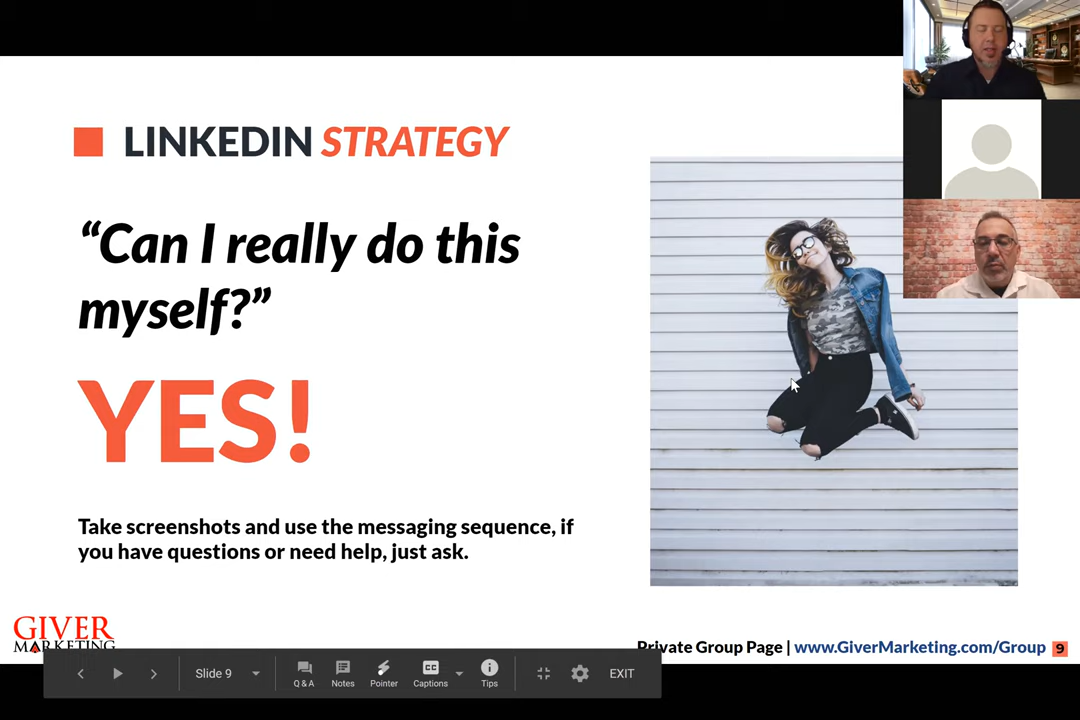 LINKEDIN STRATEGY
“Can I really do this
myself?”
YES!
Take screenshots and use the messaging sequence, if
you have questions or need help, just ask.
GIVER
MARKETING
Private Group Page | www.GiverMarketing.com/Group 9
Slide 9
Q & A
Notes
Pointer
Captions
Tips
EXIT
CC